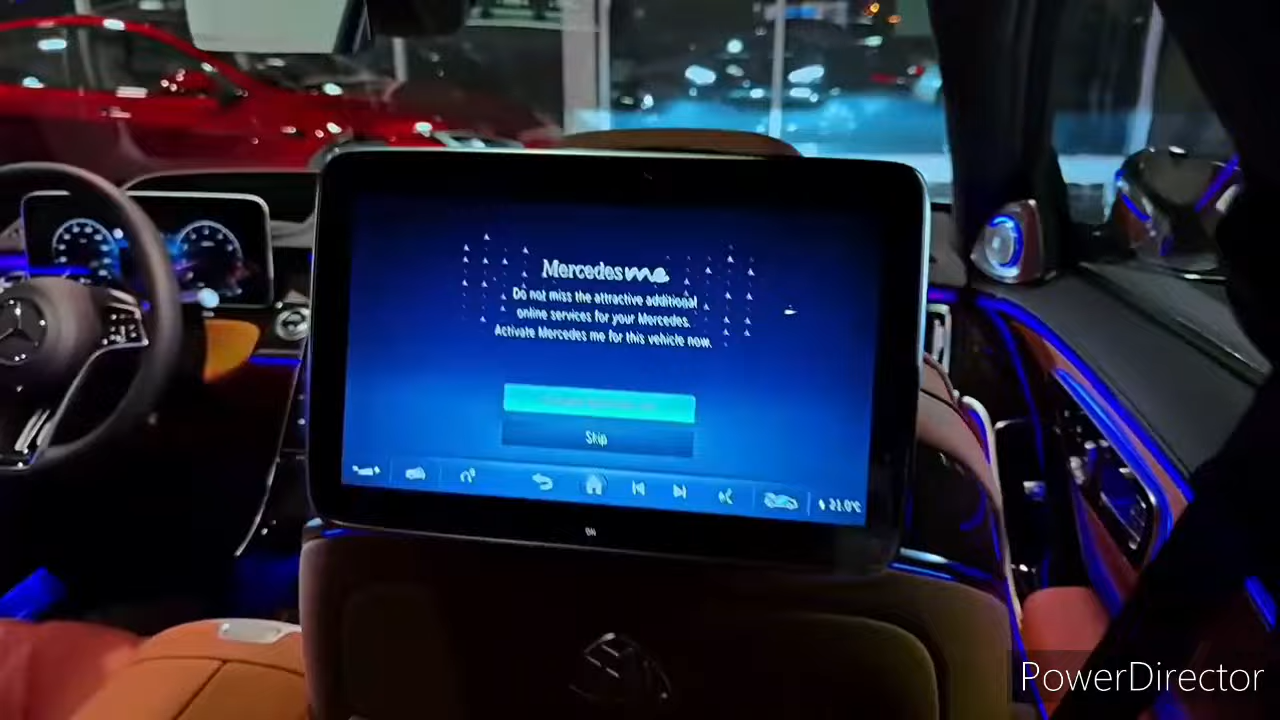 Mercedes me
Do not miss the attractive additional
online services for your Mercedes.
Activate Mercedes me for this vehicle now.
Skip
21.0°C
ON
PowerDirector